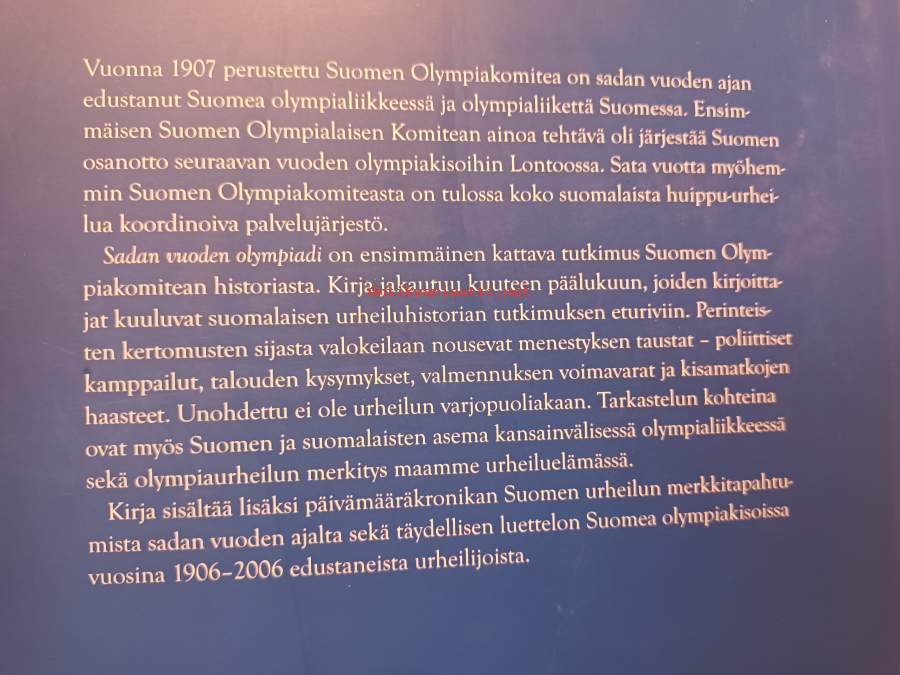 Vuonna 1907 perustettu Suomen Olympiakomitea on sadan vuoden ajan
edustanut Suomea olympialiikkeessä ja olympialiikettä Suomessa. Ensim-
mäisen Suomen Olympialaisen Komitean ainoa tehtävä oli järjestää Suomen
osanotto seuraavan vuoden olympiakisoihin Lontoossa. Sata vuotta myöhem-
min Suomen Olympiakomiteasta on tulossa koko suomalaista huippu-urhei-
lua koordinoiva palvelujärjestö.
Sadan vuoden olympiadi on ensimmäinen kattava tutkimus Suomen Olym-
piakomitean historiasta. Kirja jakautuu kuuteen päälukuun, joiden kirjoitta-
jat kuuluvat suomalaisen urheiluhistorian tutkimuksen eturiviin. Perinteis-
ten kertomusten sijasta valokeilaan nousevat menestyksen taustat – poliittiset
kamppailut, talouden kysymykset, valmennuksen voimavarat ja kisamatkojen
haasteet. Unohdettu ei ole urheilun varjopuoliakaan. Tarkastelun kohteina
ovat myös Suomen ja suomalaisten asema kansainvälisessä olympialiikkeessä
sekä olympiaurheilun merkitys maamme urheiluelämässä.
Kirja sisältää lisäksi päivämääräkronikan Suomen urheilun merkkitapahtu-
mista sadan vuoden ajalta sekä täydellisen luettelon Suomea olympiakisoissa
vuosina 1906–2006 edustaneista urheilijoista.